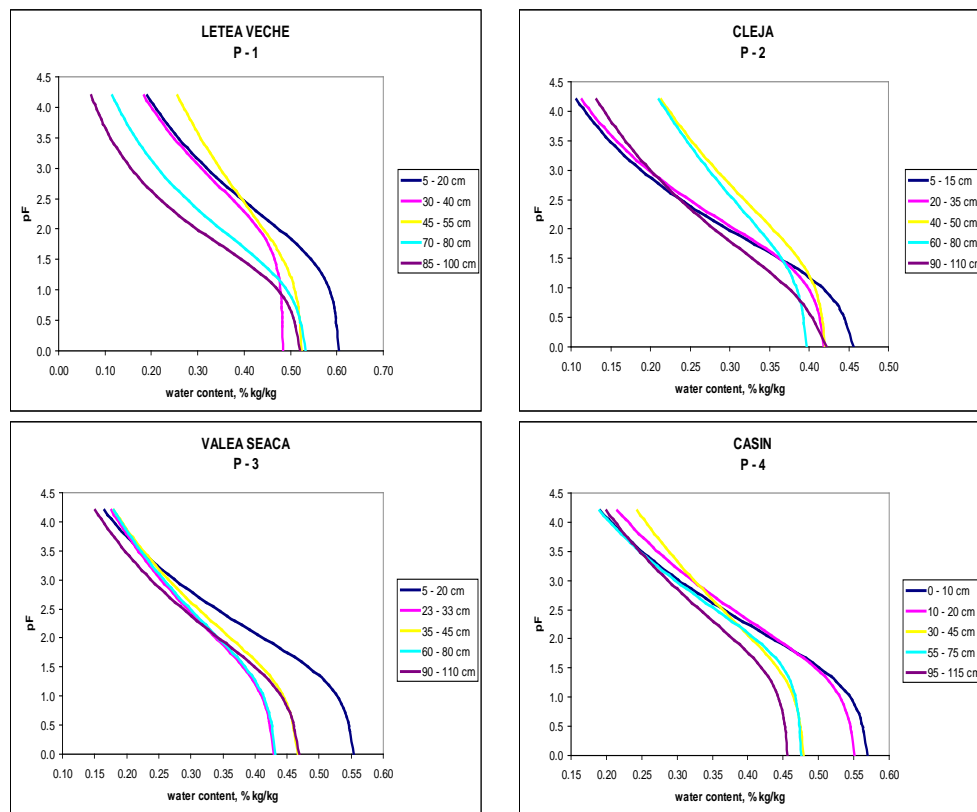 LETEA VECHE
P - 1
4.5
4.0
3.5
3.0
2.5
2.0
1.5
1.0
0.5
0.0
pF
0.00 0.10 0.20 0.30 0.40 0.50 0.60 0.70
water content, % kg/kg
5 - 20 cm
30 - 40 cm
45 - 55 cm
70 - 80 cm
85 - 100 cm
CLEJA
P - 2
4.5
4.0
3.5
3.0
2.5
2.0
1.5
1.0
0.5
0.0
pF
0.10 0.15 0.20 0.25 0.30 0.35 0.40 0.45 0.50
water content, % kg/kg
5 - 15 cm
20 - 35 cm
40 - 50 cm
60 - 80 cm
90 - 110 cm
VALEA SEACA
P - 3
4.5
4.0
3.5
3.0
2.5
2.0
1.5
1.0
0.5
0.0
pF
0.10 0.15 0.20 0.25 0.30 0.35 0.40 0.45 0.50 0.55 0.60
water content, % kg/kg
5 - 20 cm
23 - 33 cm
35 - 45 cm
60 - 80 cm
90 - 110 cm
CASIN
P - 4
4.5
4.0
3.5
3.0
2.5
2.0
1.5
1.0
0.5
0.0
pF
0.15 0.20 0.25 0.30 0.35 0.40 0.45 0.50 0.55 0.60
water content, % kg/kg
0 - 10 cm
10 - 20 cm
30 - 45 cm
55 - 75 cm
95 - 115 cm